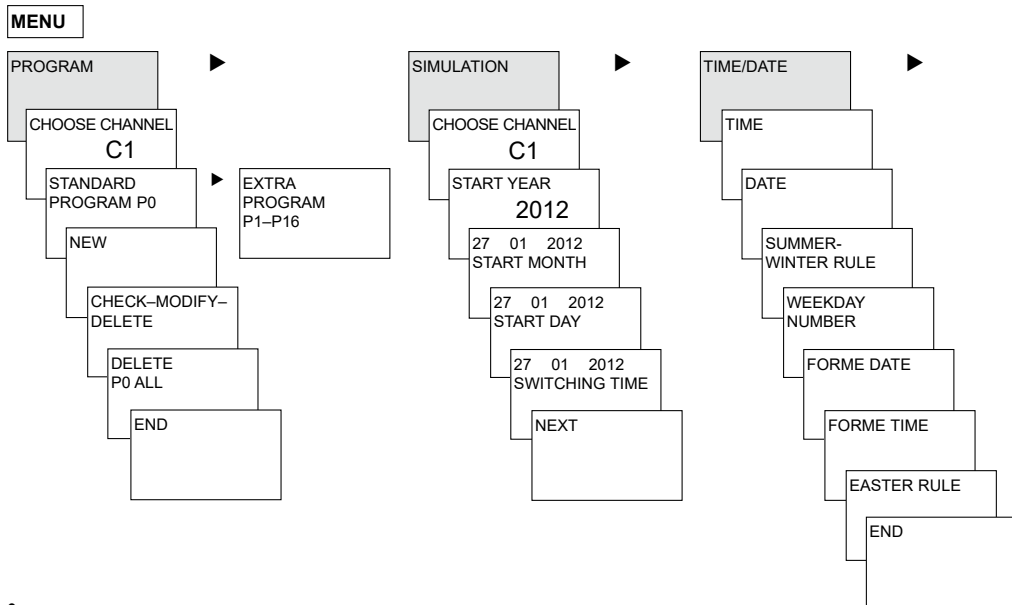 MENU
PROGRAM
CHOOSE CHANNEL
C1
STANDARD
PROGRAM P0
EXTRA
PROGRAM
P1–P16
NEW
CHECK–MODIFY–
DELETE
DELETE
P0 ALL
END
SIMULATION
CHOOSE CHANNEL
C1
START YEAR
2012
27 01 2012
START MONTH
27 01 2012
START DAY
27 01 2012
SWITCHING TIME
NEXT
TIME/DATE
TIME
DATE
SUMMER-
WINTER RULE
WEEKDAY
NUMBER
FORME DATE
FORME TIME
EASTER RULE
END